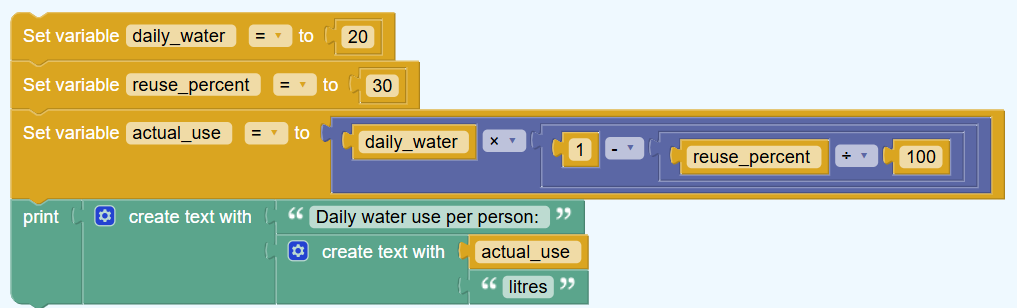 Set variable daily_water = to 20
Set variable reuse_percent = to 30
Set variable actual_use = to daily_water × 1 - reuse_percent ÷ 100
print create text with “ Daily water use per person: ”
create text with actual_use
“ litres ”